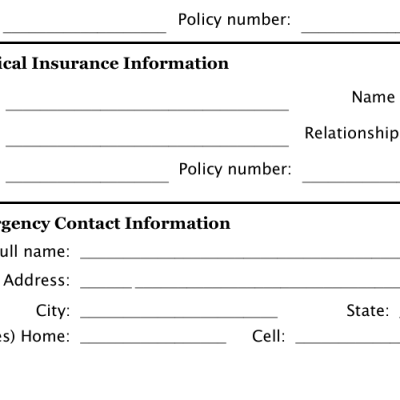 Policy number:
ical Insurance Information
Name
Relationship
Policy number:
rgency Contact Information
ull name:
Address:
City: State:
es) Home: Cell: